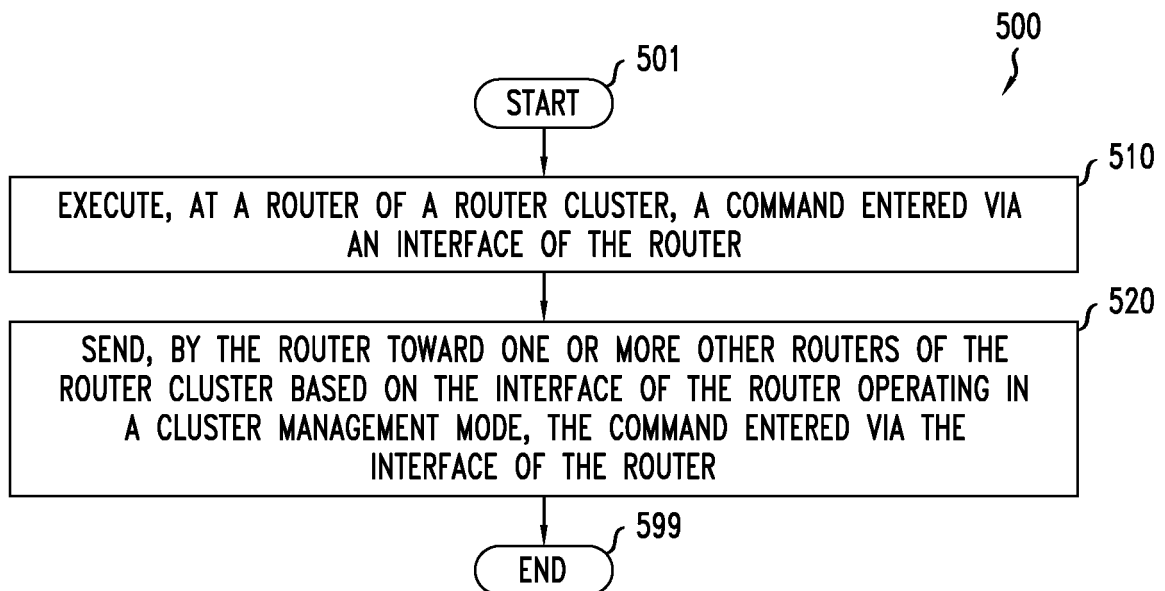 500
501
START
510
EXECUTE, AT A ROUTER OF A ROUTER CLUSTER, A COMMAND ENTERED VIA
AN INTERFACE OF THE ROUTER
520
SEND, BY THE ROUTER TOWARD ONE OR MORE OTHER ROUTERS OF THE
ROUTER CLUSTER BASED ON THE INTERFACE OF THE ROUTER OPERATING IN
A CLUSTER MANAGEMENT MODE, THE COMMAND ENTERED VIA THE
INTERFACE OF THE ROUTER
599
END